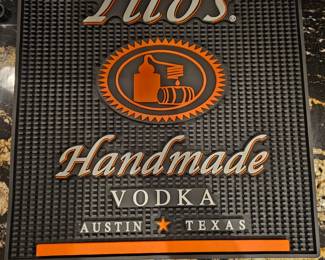 Tito's®
Handmade
VODKA
AUSTIN ★ TEXAS